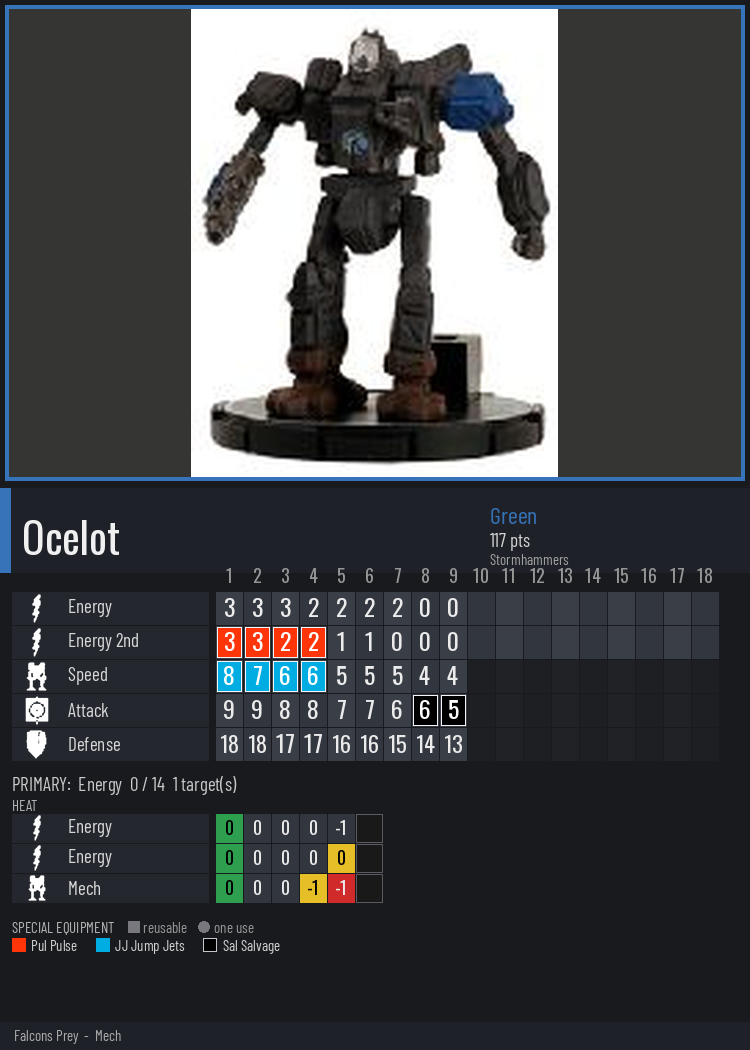 Ocelot
Green
117 pts
Stormhammers
1 2 3 4 5 6 7 8 9 10 11 12 13 14 15 16 17 18
Energy 3 3 3 2 2 2 2 0 0
Energy 2nd 3 3 2 2 1 1 0 0 0
Speed 8 7 6 6 5 5 5 4 4
Attack 9 9 8 8 7 7 6 6 5
Defense 18 18 17 17 16 16 15 14 13
PRIMARY: Energy 0 / 14 1 target(s)
HEAT
Energy 0 0 0 0 -1
Energy 0 0 0 0 0
Mech 0 0 0 -1 -1
SPECIAL EQUIPMENT reusable one use
Pul Pulse JJ Jump Jets Sal Salvage
Falcons Prey - Mech